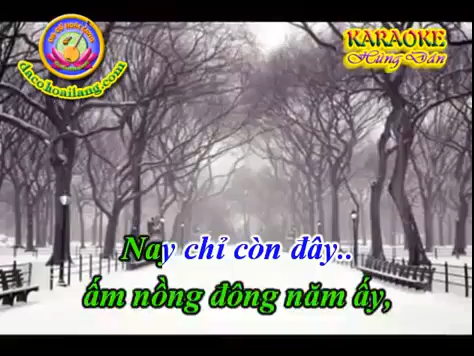 KARAOKE
Hùng Dân
dacohoailang.com
Nay chỉ còn đây..
ấm nồng đông năm ấy,